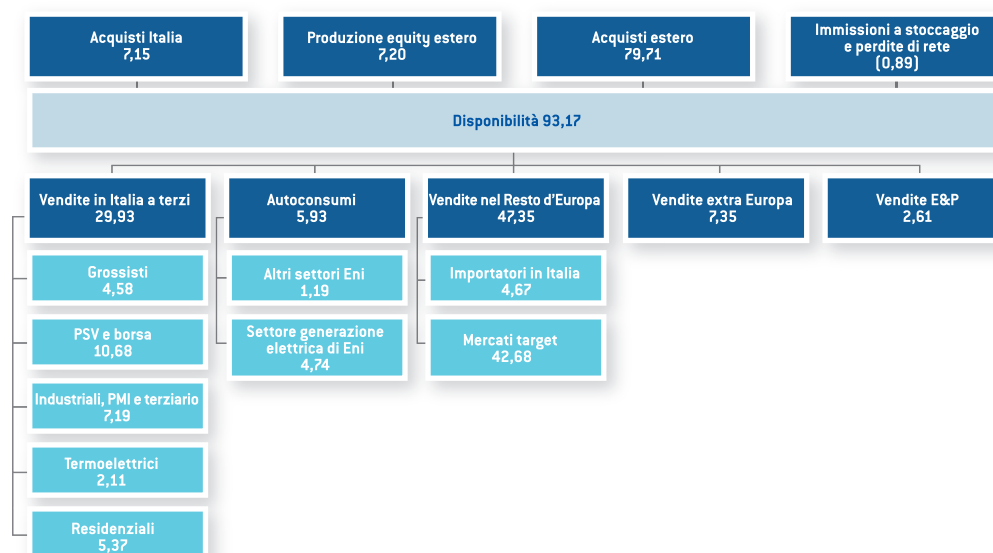 Acquisti Italia
7,15
Produzione equity estero
7,20
Acquisti estero
79,71
Immissioni a stoccaggio
e perdite di rete
(0,89)
Disponibilità 93,17
Vendite in Italia a terzi
29,93
Autoconsumi
5,93
Vendite nel Resto d'Europa
47,35
Vendite extra Europa
7,35
Vendite E&P
2,61
Grossisti
4,58
Altri settori Eni
1,19
Importatori in Italia
4,67
PSV e borsa
10,68
Settore generazione
elettrica di Eni
4,74
Mercati target
42,68
Industriali, PMI e terziario
7,19
Termoelettrici
2,11
Residenziali
5,37